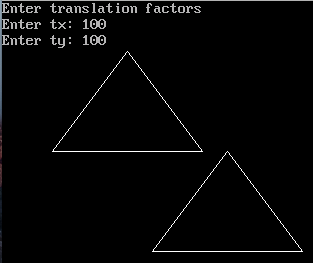 Enter translation factors
Enter tx: 100
Enter ty: 100